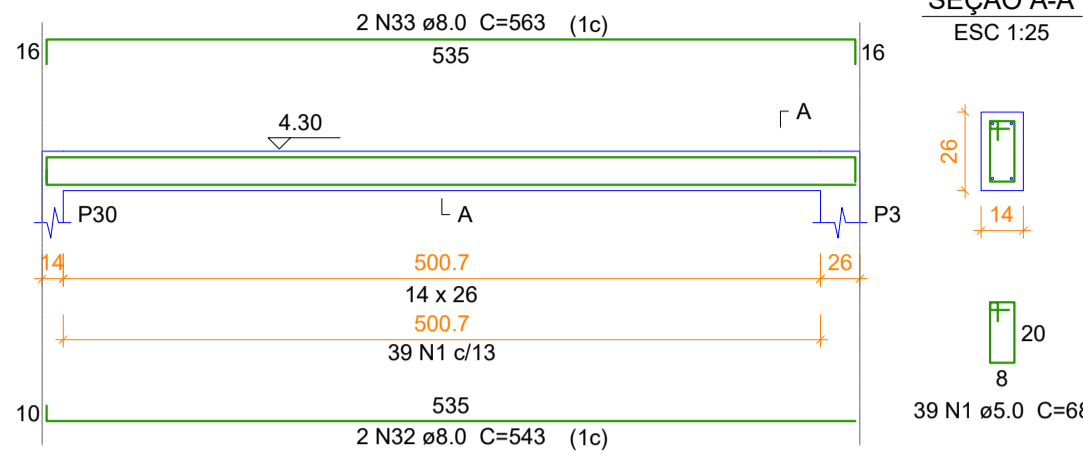 2 N33 ø8.0 C=563 (1c)
SEÇÃO A-A
ESC 1:25
16
535
16
4.30
A
26
14
P30
A
P3
14
500.7
26
14 x 26
500.7
39 N1 c/13
20
8
10
535
39 N1 ø5.0 C=68
2 N32 ø8.0 C=543 (1c)